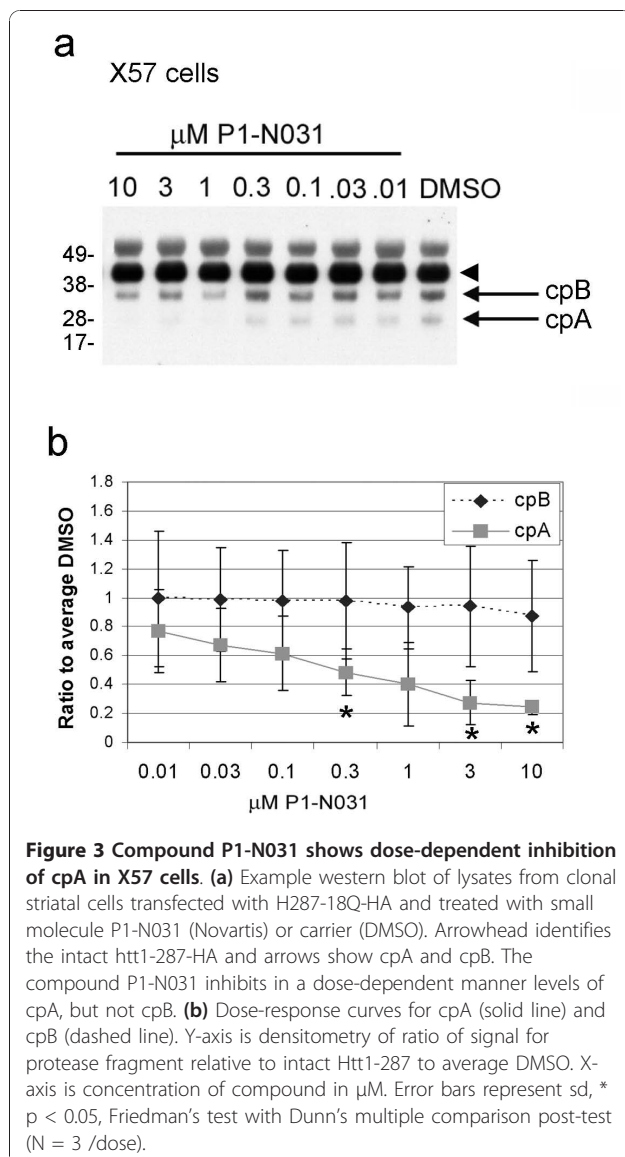 a
X57 cells
μM P1-N031
10 3 1 0.3 0.1 .03 .01 DMSO
49-
38-
cpB
28-
cpA
17-
b
1.8
1.6
1.4
1.2
1
0.8
0.6
0.4
0.2
0
Ratio to average DMSO
cpB
cpA
* * *
0.01 0.03 0.1 0.3 1 3 10
μM P1-N031
Figure 3 Compound P1-N031 shows dose-dependent inhibition
of cpA in X57 cells. (a) Example western blot of lysates from clonal
striatal cells transfected with H287-18Q-HA and treated with small
molecule P1-N031 (Novartis) or carrier (DMSO). Arrowhead identifies
the intact htt1-287-HA and arrows show cpA and cpB. The
compound P1-N031 inhibits in a dose-dependent manner levels of
cpA, but not cpB. (b) Dose-response curves for cpA (solid line) and
cpB (dashed line). Y-axis is densitometry of ratio of signal for
protease fragment relative to intact Htt1-287 to average DMSO. X-
axis is concentration of compound in μM. Error bars represent sd, *
p < 0.05, Friedman's test with Dunn's multiple comparison post-test
(N = 3 /dose).